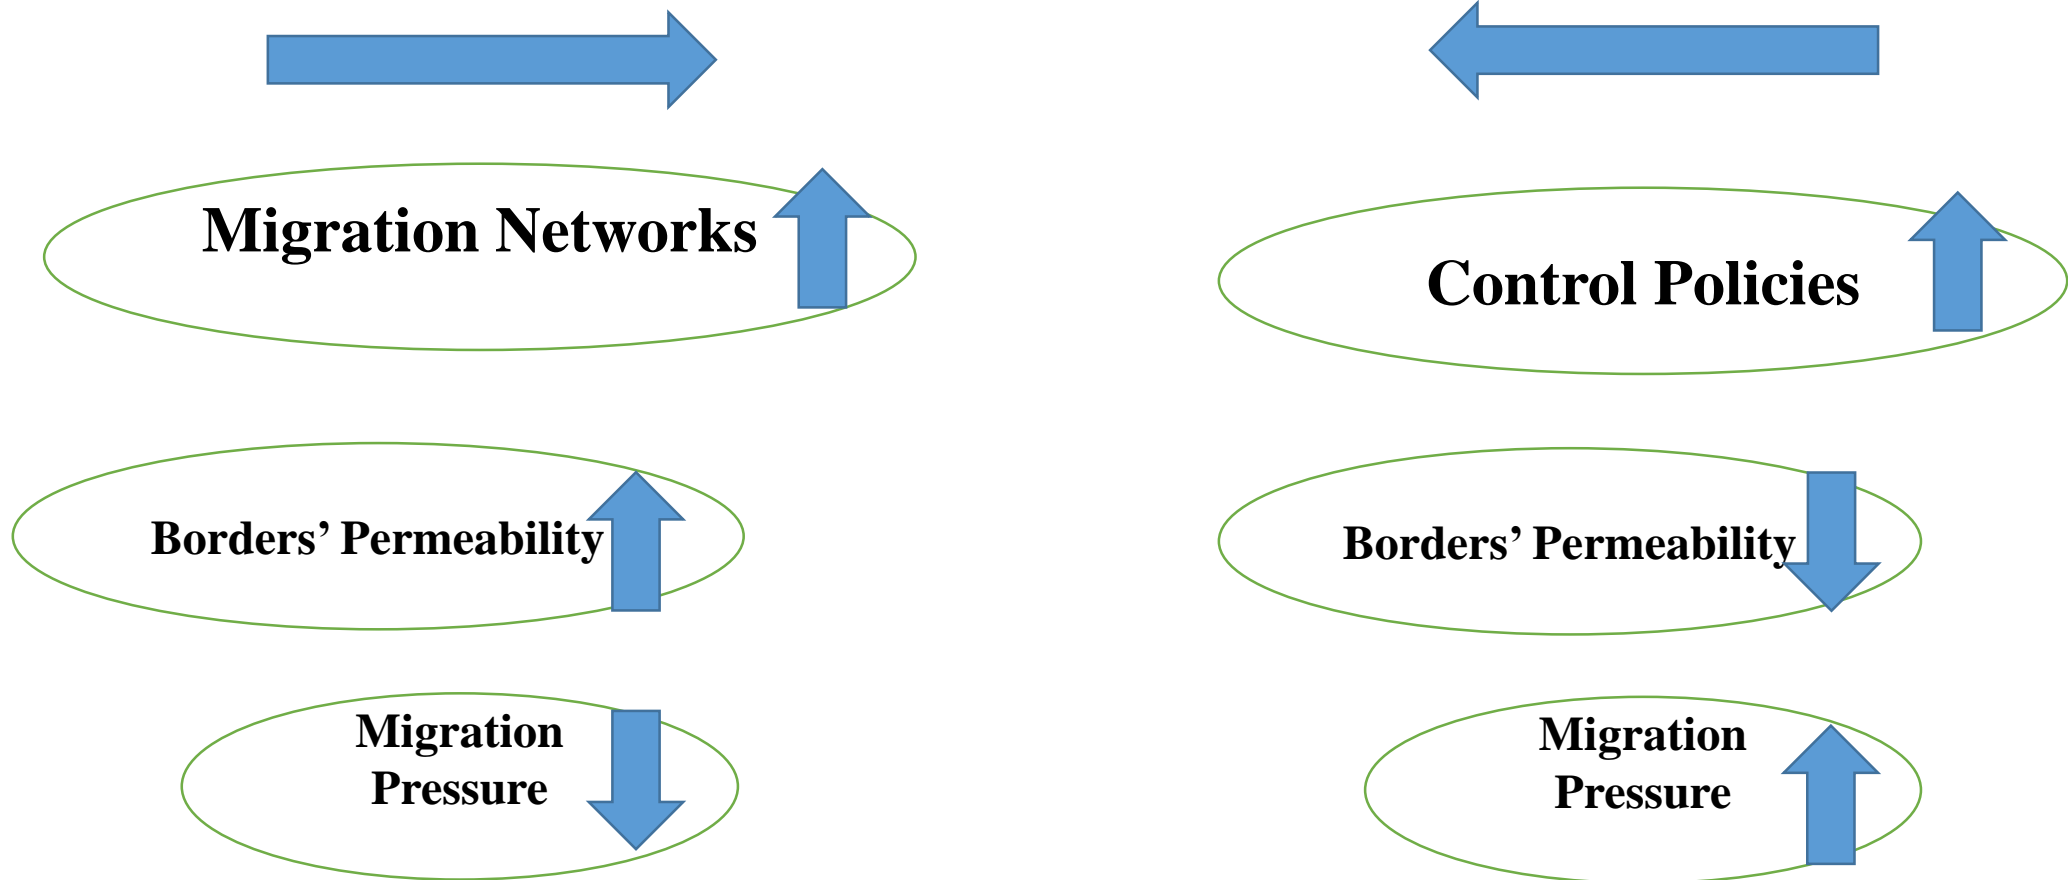 Migration Networks
Control Policies
Borders’ Permeability
Borders’ Permeability
Migration
Pressure
Migration
Pressure